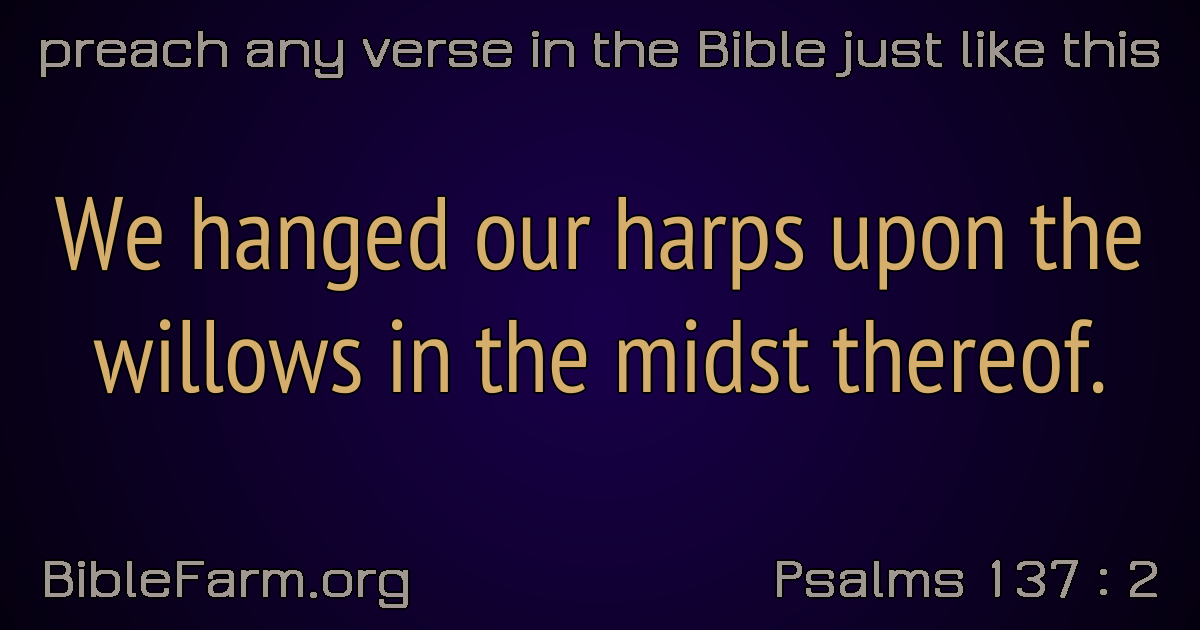 preach any verse in the Bible just like this
We hanged our harps upon the
willows in the midst thereof.
BibleFarm.org
Psalms 137 : 2